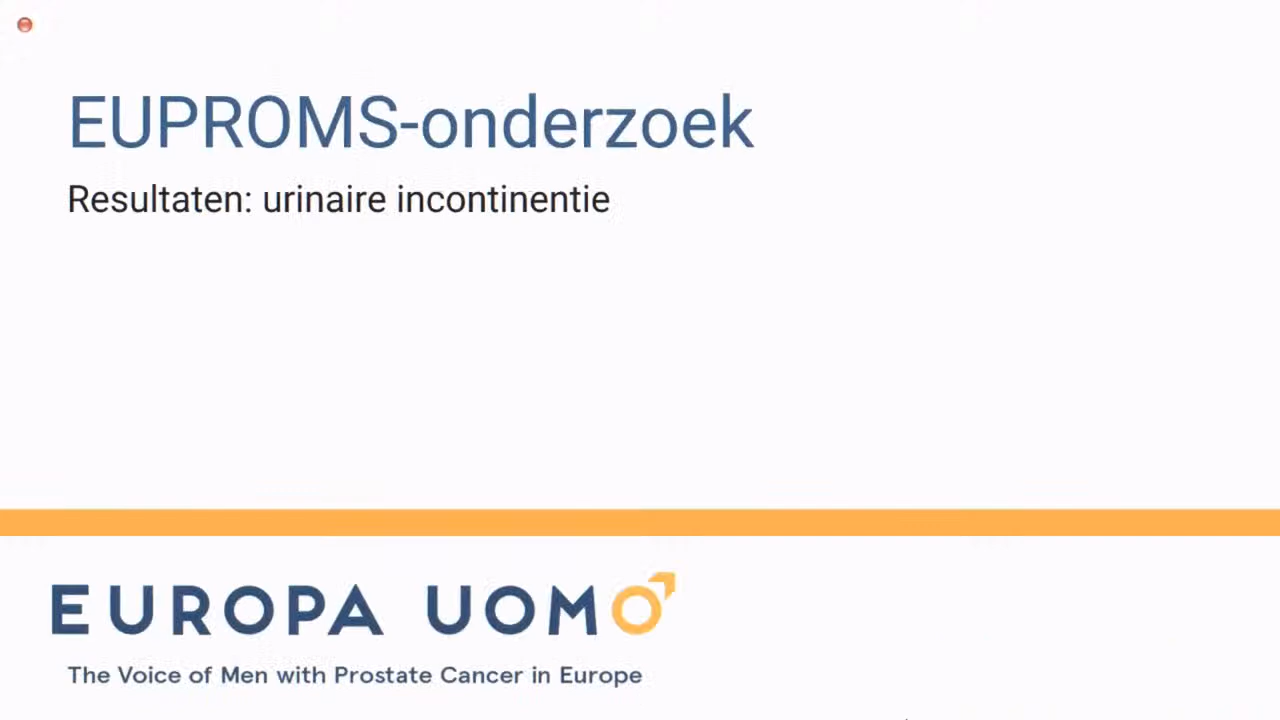 EUPROMS-onderzoek
Resultaten: urinaire incontinentie
EUROPA UOMO
The Voice of Men with Prostate Cancer in Europe